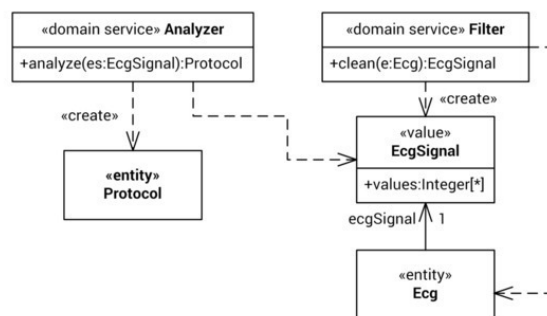 «domain service» Analyzer
+analyze(es:EcgSignal):Protocol
«domain service» Filter
+clean(e:Ecg):EcgSignal
«create»
«create»
«entity»
Protocol
«value»
EcgSignal
+values:Integer[*]
ecgSignal 1
«entity»
Ecg